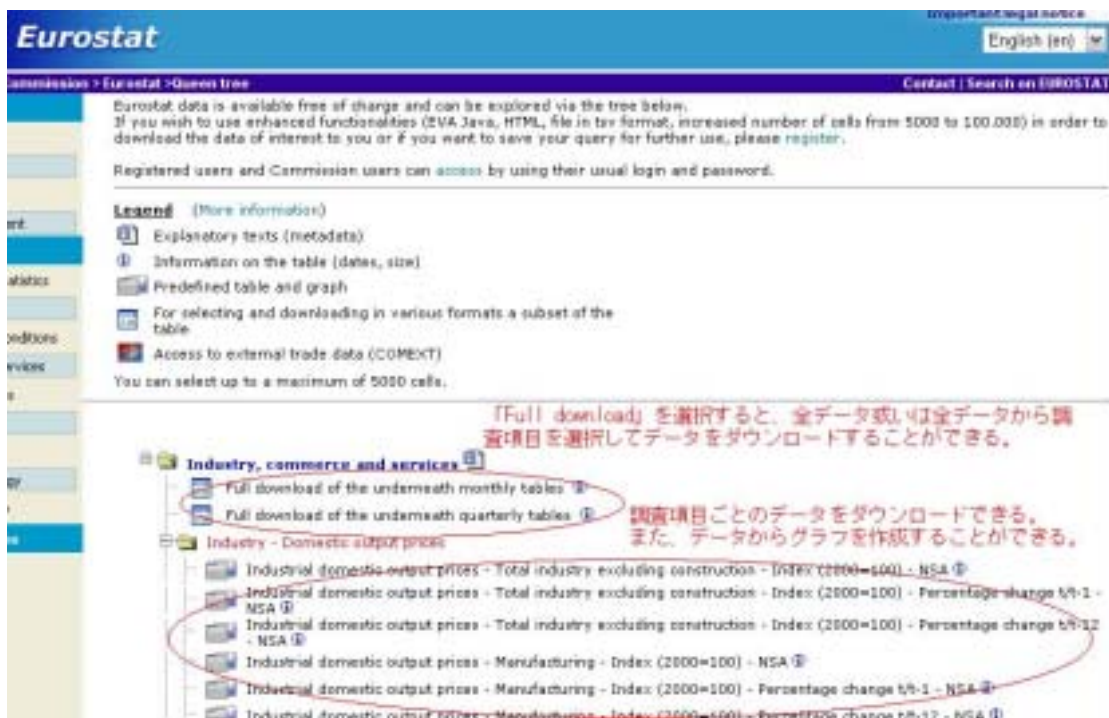 Important legal notice
Eurostat
English (en)
Commission > Eurostat >Queen tree
Contact | Search on EUROSTAT
Eurostat data is available free of charge and can be explored via the tree below.
If you wish to use enhanced functionalities (EVA Java, HTML, file in tsv format, increased number of cells from 5000 to 100.000) in order to
download the data of interest to you or if you want to save your query for further use, please register.
Registered users and Commission users can access by using their usual login and password.
Legend (More information)
Explanatory texts (metadata)
Information on the table (dates, size)
Predefined table and graph
For selecting and downloading in various formats a subset of the
table
Access to external trade data (COMEXT)
You can select up to a maximum of 5000 cells.
「Full download」を選択すると、全データ或いは全データから調
査項目を選択してデータをダウンロードすることができる。
Industry, commerce and services
Full download of the underneath monthly tables
Full download of the underneath quarterly tables
調査項目ごとのデータをダウンロードできる。
また、データからグラフを作成することができる。
Industry - Domestic output prices
Industrial domestic output prices - Total industry excluding construction - Index (2000=100) - NSA
Industrial domestic output prices - Total industry excluding construction - Index (2000=100) - Percentage change t/t-1 -
NSA
Industrial domestic output prices - Total industry excluding construction - Index (2000=100) - Percentage change t/t-12
- NSA
Industrial domestic output prices - Manufacturing - Index (2000=100) - NSA
Industrial domestic output prices - Manufacturing - Index (2000=100) - Percentage change t/t-1 - NSA
Industrial domestic output prices - Manufacturing - Index (2000=100) - Percentage change t/t-12 - NSA